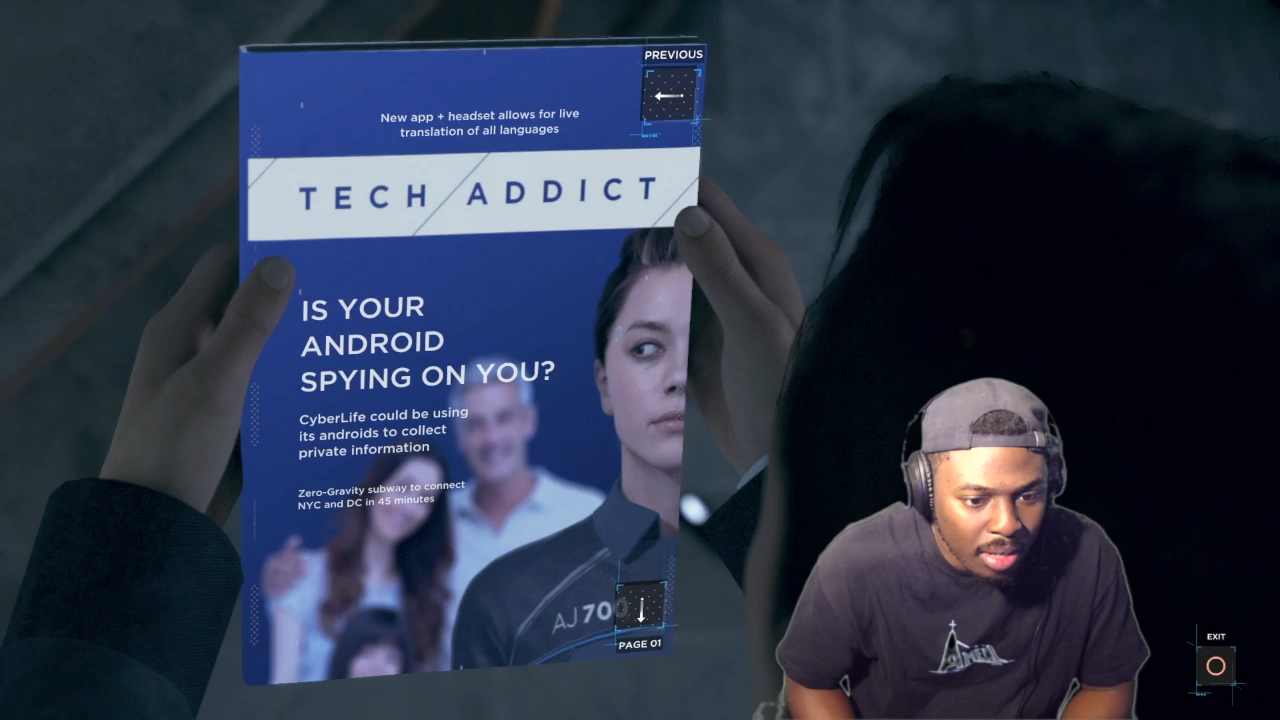 PREVIOUS
New app + headset allows for live
translation of all languages
TECH ADDICT
IS YOUR
ANDROID
SPYING ON YOU?
CyberLife could be using
its androids to collect
private information
Zero-Gravity subway to connect
NYC and DC in 45 minutes
AJ700
PAGE 01
EXIT